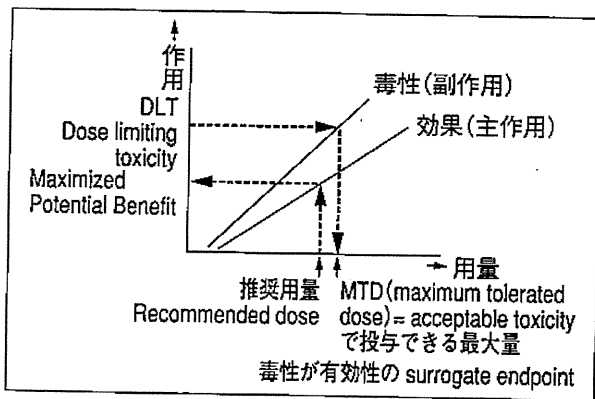 作
用
DLT
Dose limiting
toxicity
Maximized
Potential Benefit
毒性(副作用)
効果(主作用)
用量
推奨用量
Recommended dose
MTD(maximum tolerated
dose)= acceptable toxicity
で投与できる最大量
毒性が有効性の surrogate endpoint